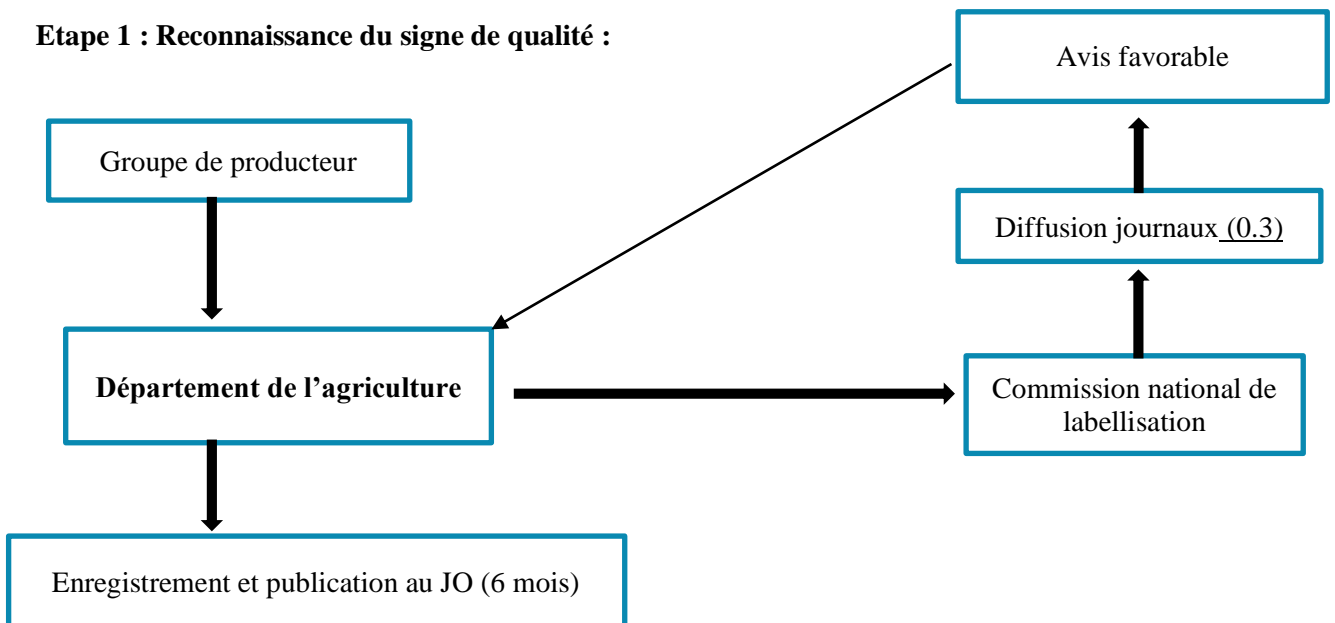 Etape 1 : Reconnaissance du signe de qualité :
Avis favorable
Groupe de producteur
Diffusion journaux (0.3)
Département de l’agriculture
Commission national de
labellisation
Enregistrement et publication au JO (6 mois)